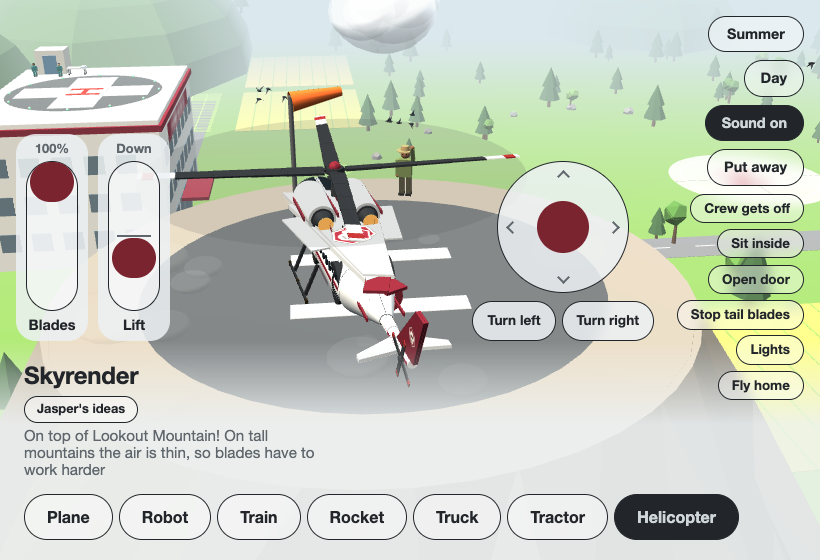 Summer
Day
Sound on
Put away
Crew gets off
Sit inside
Open door
Stop tail blades
Lights
Fly home
H
100%
Down
Blades
Lift
Turn left
Turn right
Skyrender
Jasper's ideas
On top of Lookout Mountain! On tall
mountains the air is thin, so blades have to
work harder
Plane
Robot
Train
Rocket
Truck
Tractor
Helicopter